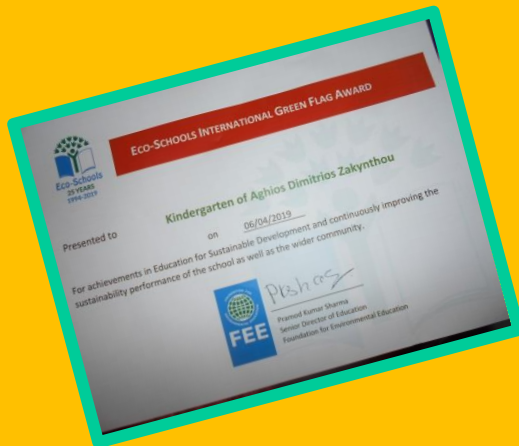 ECO-SCHOOLS INTERNATIONAL GREEN FLAG AWARD
Eco-Schools
25 YEARS
1994-2019
Kindergarten of Aghios Dimitrios Zakynthou
Presented to
on 06/04/2019
For achievements in Education for Sustainable Development and continuously improving the
sustainability performance of the school as well as the wider community.
FEE
Pramod Kumar Sharma
Senior Director of Education
Foundation for Environmental Education